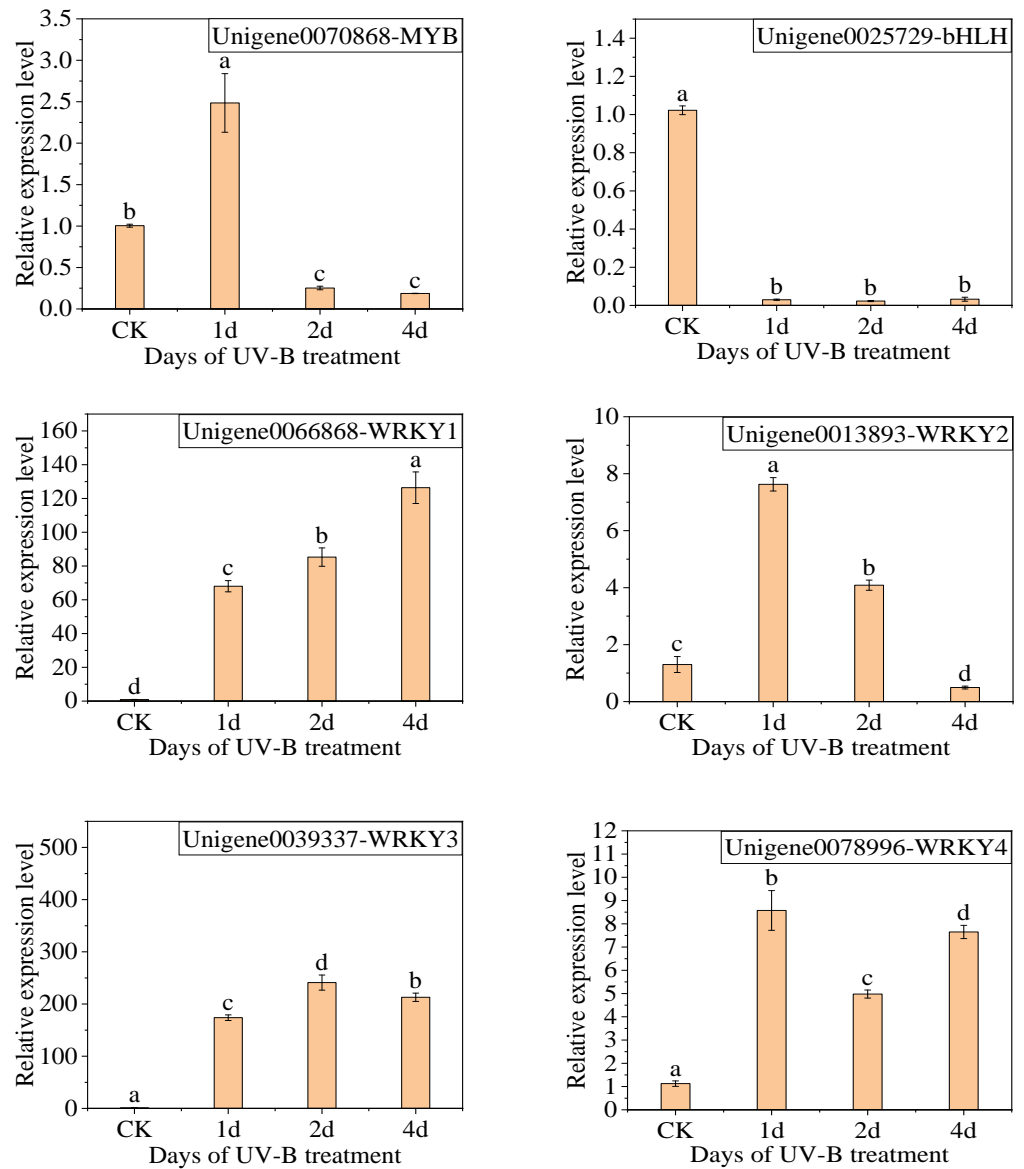 Unigene0070868-MYB
Relative expression level
3.5
3.0
2.5
2.0
1.5
1.0
0.5
0.0
b
a
c
c
CK 1d 2d 4d
Days of UV-B treatment
Unigene0025729-bHLH
Relative expression level
1.4
1.2
1.0
0.8
0.6
0.4
0.2
0.0
a
b
b
b
CK 1d 2d 4d
Days of UV-B treatment
Unigene0066868-WRKY1
Relative expression level
160
140
120
100
80
60
40
20
0
d
c
b
a
CK 1d 2d 4d
Days of UV-B treatment
Unigene0013893-WRKY2
Relative expression level
10
8
6
4
2
0
c
a
b
d
CK 1d 2d 4d
Days of UV-B treatment
Unigene0039337-WRKY3
Relative expression level
500
400
300
200
100
0
a
c
d
b
CK 1d 2d 4d
Days of UV-B treatment
Unigene0078996-WRKY4
Relative expression level
12
11
10
9
8
7
6
5
4
3
2
1
0
a
b
c
d
CK 1d 2d 4d
Days of UV-B treatment